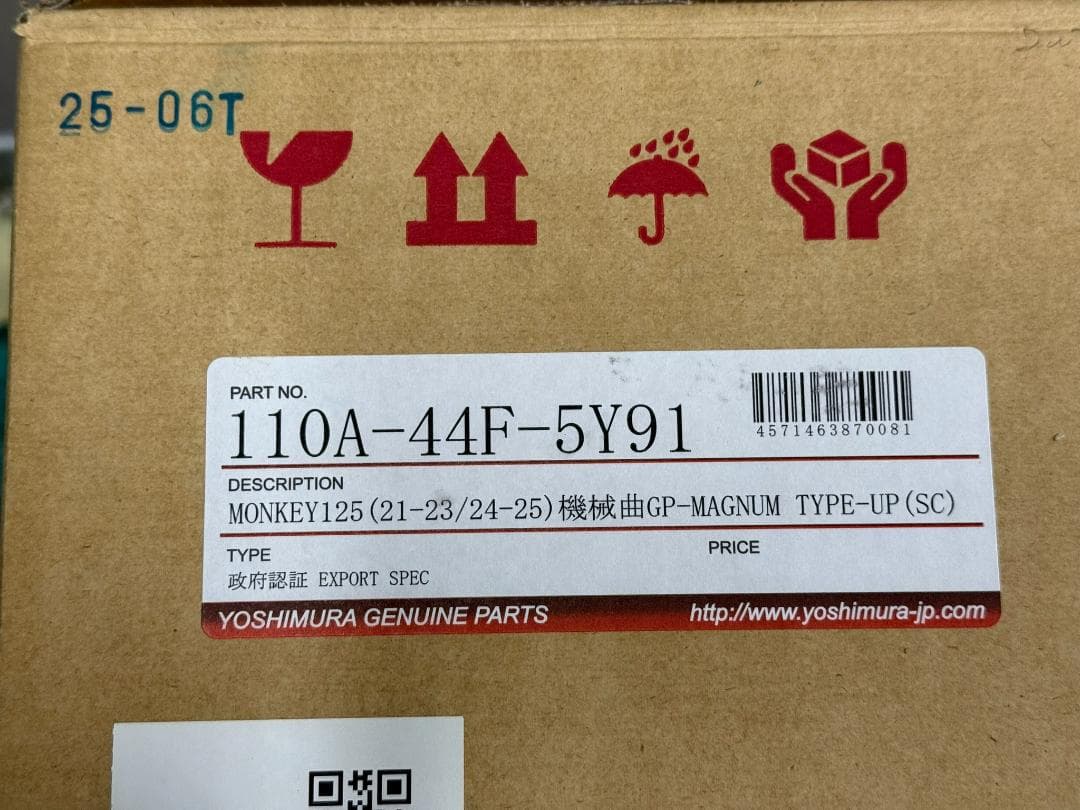 25-06T
PART NO.
110A-44F-5Y91
4571463870081
DESCRIPTION
MONKEY125(21-23/24-25)機械曲GP-MAGNUM TYPE-UP(SC)
TYPE
PRICE
政府認証 EXPORT SPEC
YOSHIMURA GENUINE PARTS
http://www.yoshimura-jp.com